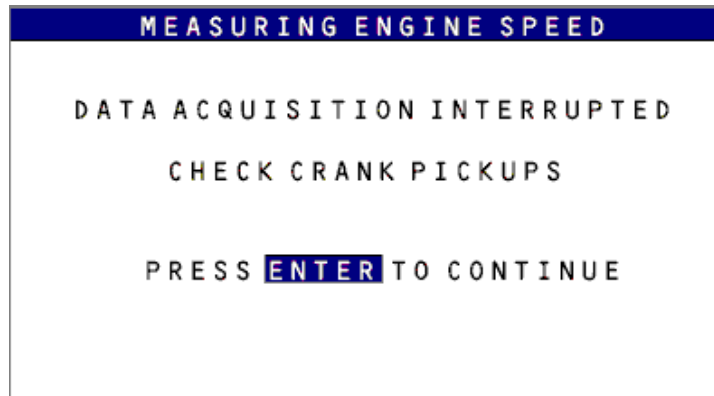 MEASURING ENGINE SPEED
DATA ACQUISITION INTERRUPTED
CHECK CRANK PICKUPS
PRESS ENTER TO CONTINUE